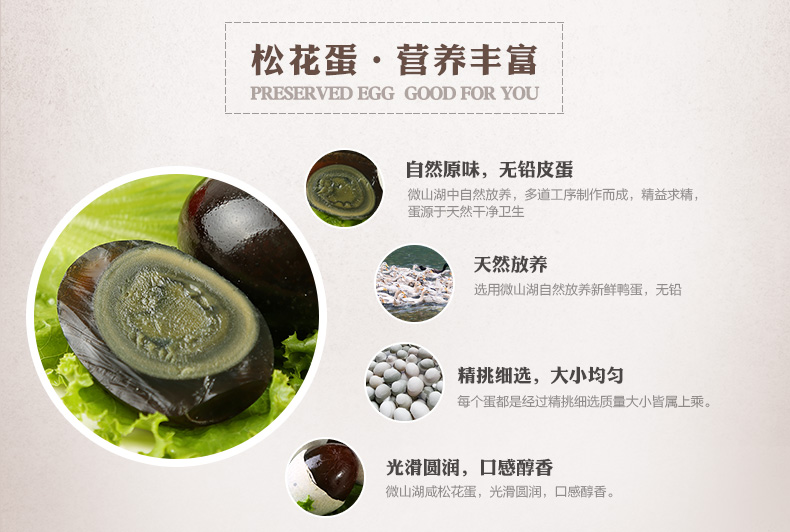 松花蛋·营养丰富
PRESERVED EGG GOOD FOR YOU
自然原味，无铅皮蛋
微山湖中自然放养，多道工序制作而成，精益求精，
蛋源于天然干净卫生
天然放养
选用微山湖自然放养新鲜鸭蛋，无铅
精挑细选，大小均匀
每个蛋都是经过精挑细选质量大小皆属上乘。
光滑圆润，口感醇香
微山湖咸松花蛋，光滑圆润，口感醇香。